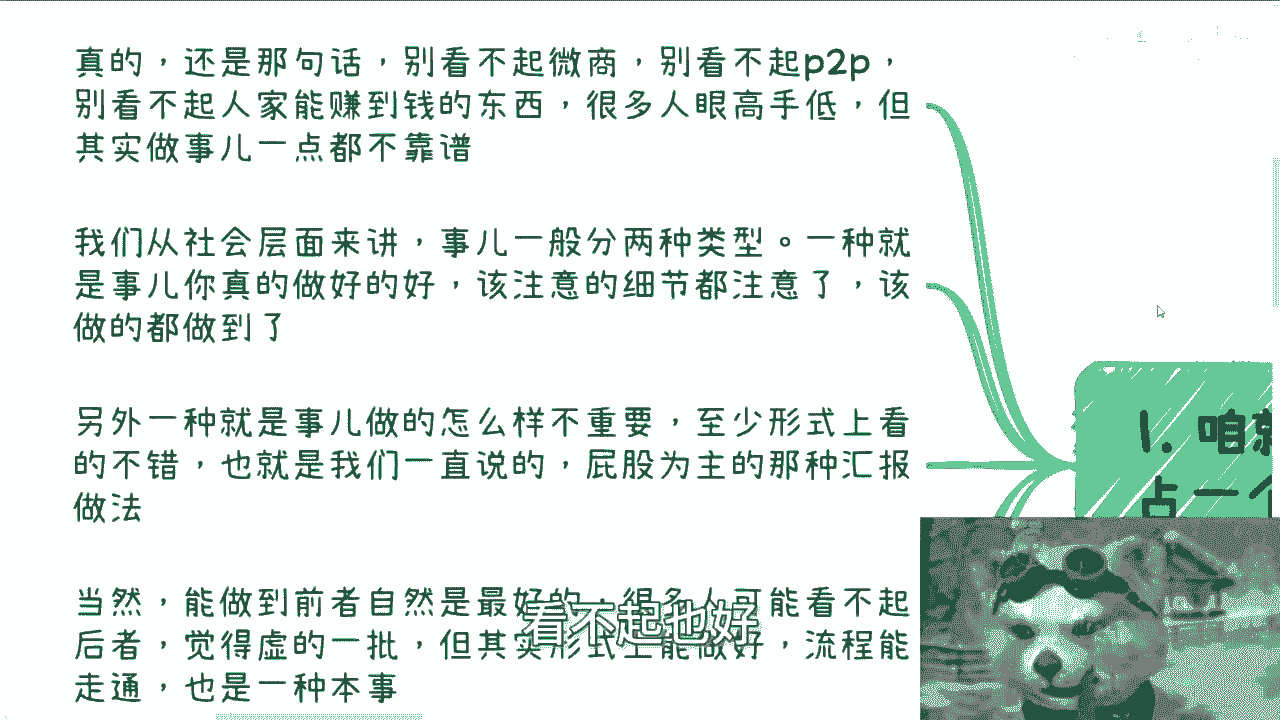 真的，还是那句话，别看不起微商，别看不起p2p，
别看不起人家能赚到钱的东西，很多人眼高手低，但
其实做事儿一点都不靠谱
我们从社会层面来讲，事儿一般分两种类型。一种就
是事儿你真的做好的好，该注意的细节都注意了，该
做的都做到了
另外一种就是事儿做的怎么样不重要，至少形式上看
的不错，也就是我们一直说的，屁股为主的那种汇报
做法
当然，能做到前者自然是最好的，很多人可能看不起
后者，觉得虚的一批，但其实形式上能做好，流程能
走通，也是一种本事
1. 咱就
点一个
看不起也好